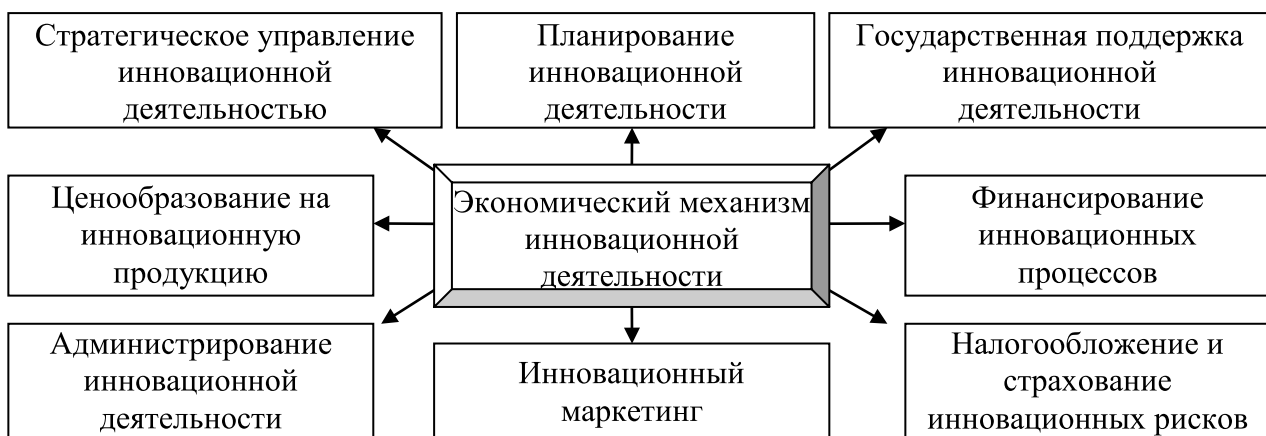 Стратегическое управление
инновационной
деятельностью
Планирование
инновационной
деятельности
Государственная поддержка
инновационной
деятельности
Ценообразование на
инновационную
продукцию
Экономический механизм
инновационной
деятельности
Финансирование
инновационных
процессов
Администрирование
инновационной
деятельности
Инновационный
маркетинг
Налогообложение и
страхование
инновационных рисков